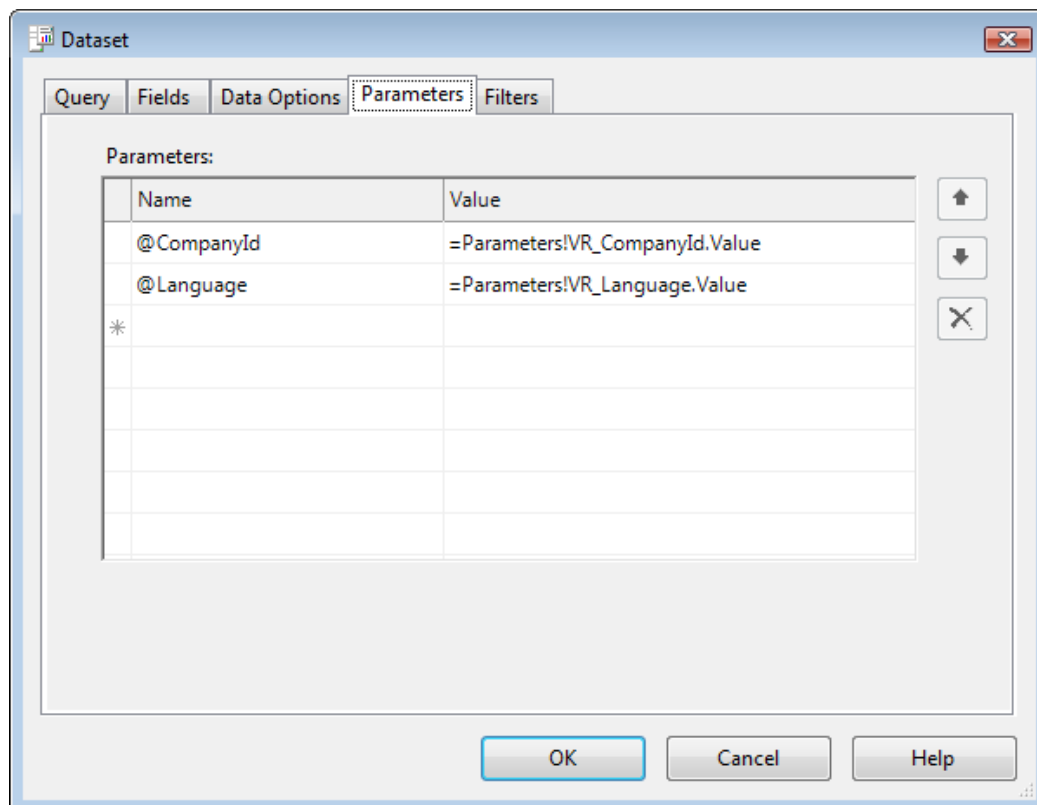 Dataset
Query Fields Data Options Parameters Filters
Parameters:
Name Value
@CompanyId =Parameters!VR_CompanyId.Value
@Language =Parameters!VR_Language.Value
OK Cancel Help